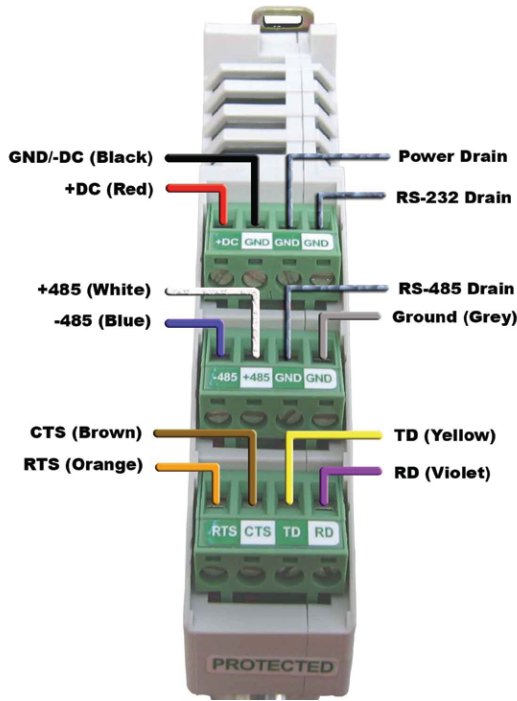 GND/-DC (Black)
Power Drain
+DC (Red)
RS-232 Drain
+DC GND GND GND
+485 (White)
RS-485 Drain
-485 (Blue)
Ground (Grey)
-485 +485 GND GND
CTS (Brown)
TD (Yellow)
RTS (Orange)
RD (Violet)
RTS CTS TD RD
PROTECTED